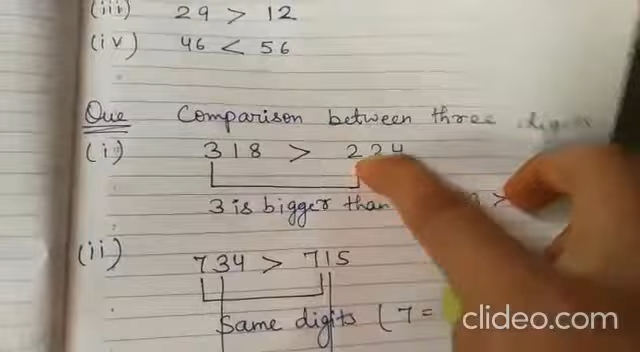 (iii) 29 > 12
(iv) 46 < 56
Que Comparison between three
(i) 318 > 224
3 is bigger than >
(ii) 734 > 715
Same digits ( 7 =
clideo.com